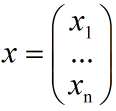 x₁
x = ...
xₙ